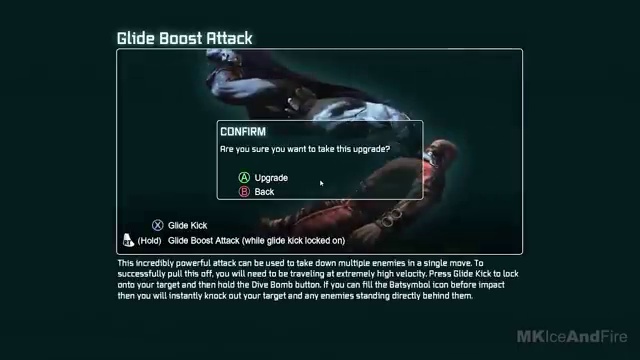 Glide Boost Attack
CONFIRM
Are you sure you want to take this upgrade?
A Upgrade
B Back
X Glide Kick
RT (Hold) Glide Boost Attack (while glide kick locked on)
This incredibly powerful attack can be used to take down multiple enemies in a single move. To
successfully pull this off, you will need to be traveling at extremely high velocity. Press Glide Kick to lock
onto your target and then hold the Dive Bomb button. If you can fill the Batsymbol icon before impact
then you will instantly knock out your target and any enemies standing directly behind them.
MKIceAndFire